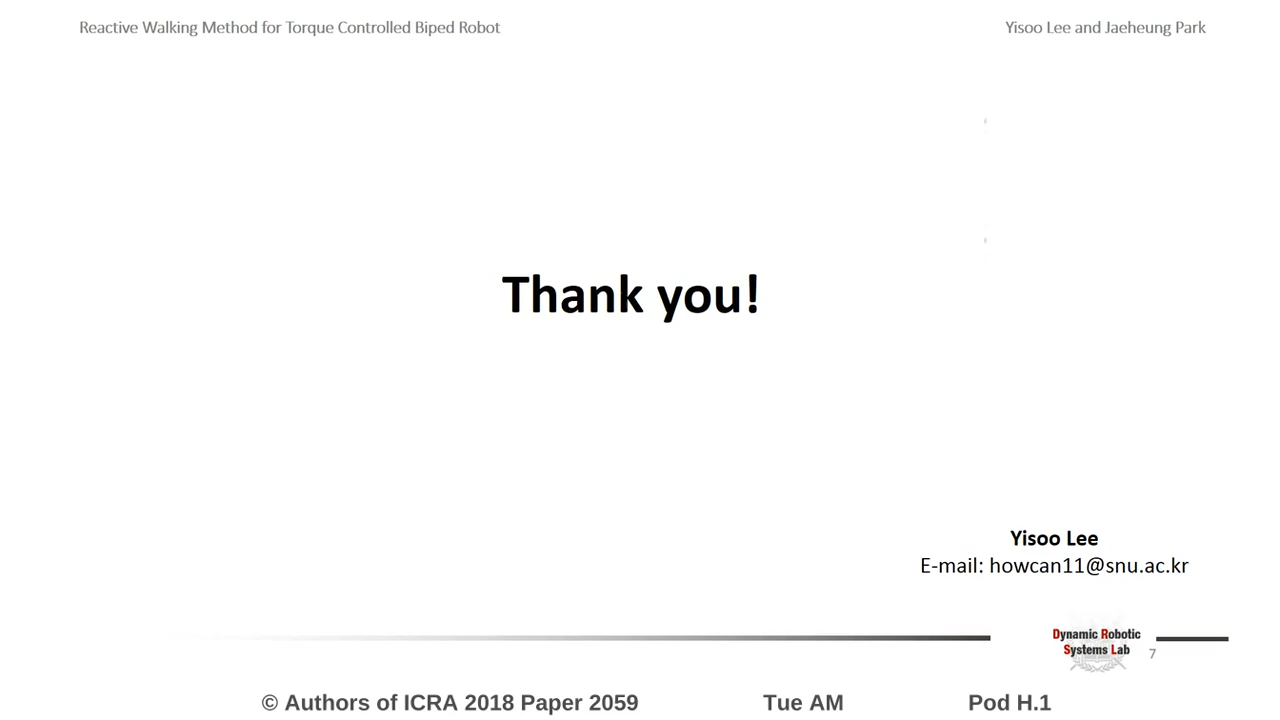 Reactive Walking Method for Torque Controlled Biped Robot
Yisoo Lee and Jaeheung Park
Thank you!
Yisoo Lee
E-mail: howcan11@snu.ac.kr
Dynamic Robotic
Systems Lab
7
© Authors of ICRA 2018 Paper 2059
Tue AM
Pod H.1